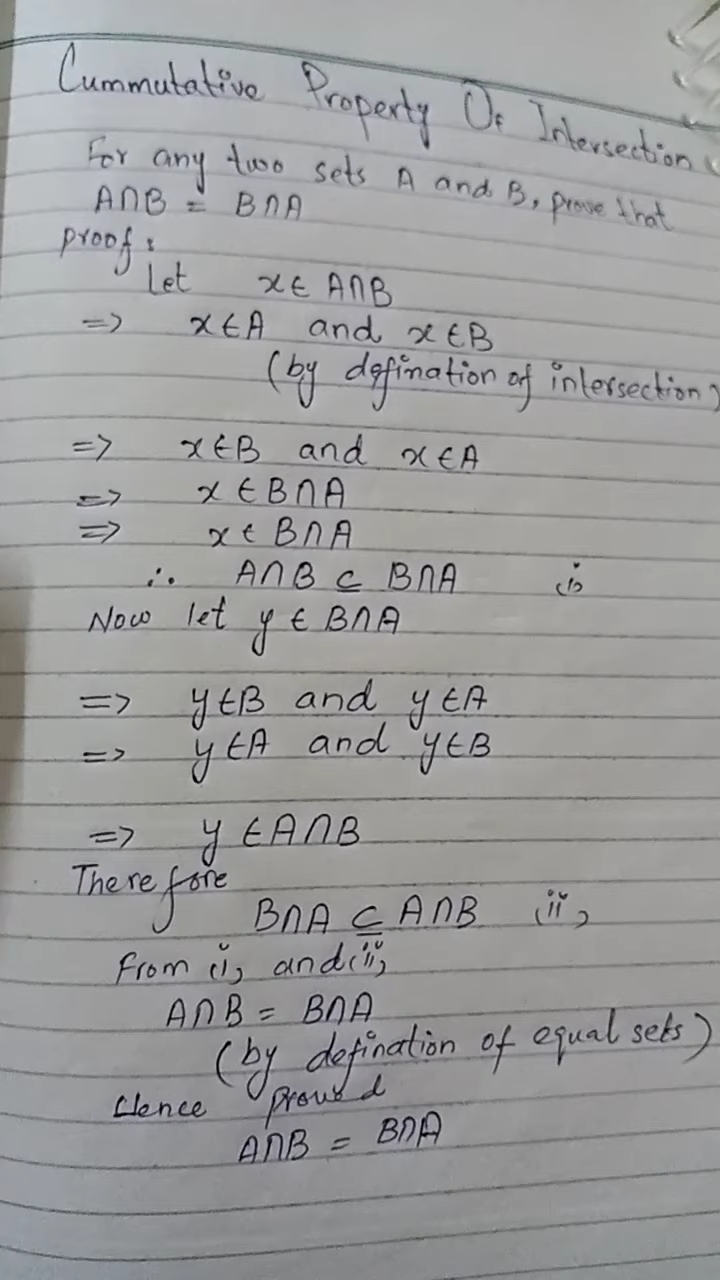 Cummutative Property Of Intersection
For any two sets A and B, prove that
A∩B = B∩A
proof:
Let x∈A∩B
=> x∈A and x∈B
(by defination of intersection)
=> x∈B and x∈A
=> x∈B∩A
=> x∈B∩A
∴ A∩B ⊆ B∩A (i)
Now let y∈B∩A
=> y∈B and y∈A
=> y∈A and y∈B
=> y∈A∩B
Therefore
B∩A ⊆ A∩B (ii)
From (i) and (ii)
A∩B = B∩A
(by defination of equal sets)
Hence proved
A∩B = B∩A